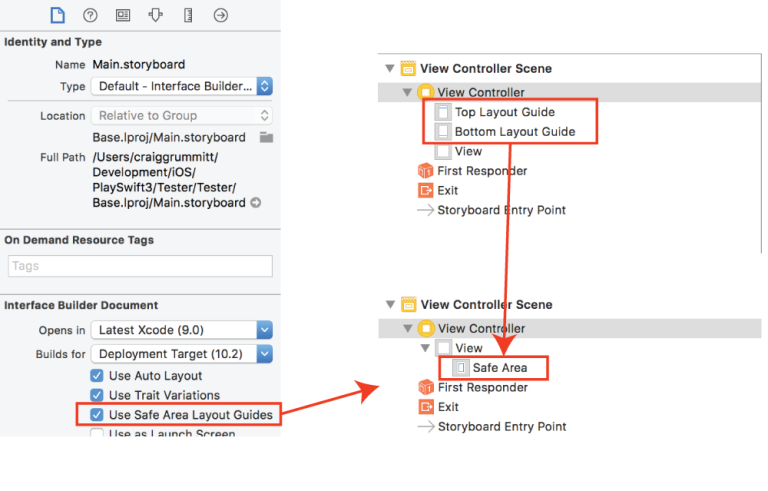 Identity and Type
Name Main.storyboard
Type Default - Interface Builder...
Location Relative to Group
Base.lproj/Main.storyboard
Full Path /Users/craiggrummitt/
Development/iOS/
PlaySwift3/Tester/Tester/
Base.lproj/Main.storyboard
On Demand Resource Tags
Tags
Interface Builder Document
Opens in Latest Xcode (9.0)
Builds for Deployment Target (10.2)
Use Auto Layout
Use Trait Variations
Use Safe Area Layout Guides
Use as Launch Screen
View Controller Scene
View Controller
Top Layout Guide
Bottom Layout Guide
View
First Responder
Exit
Storyboard Entry Point
View Controller Scene
View Controller
View
Safe Area
First Responder
Exit
Storyboard Entry Point